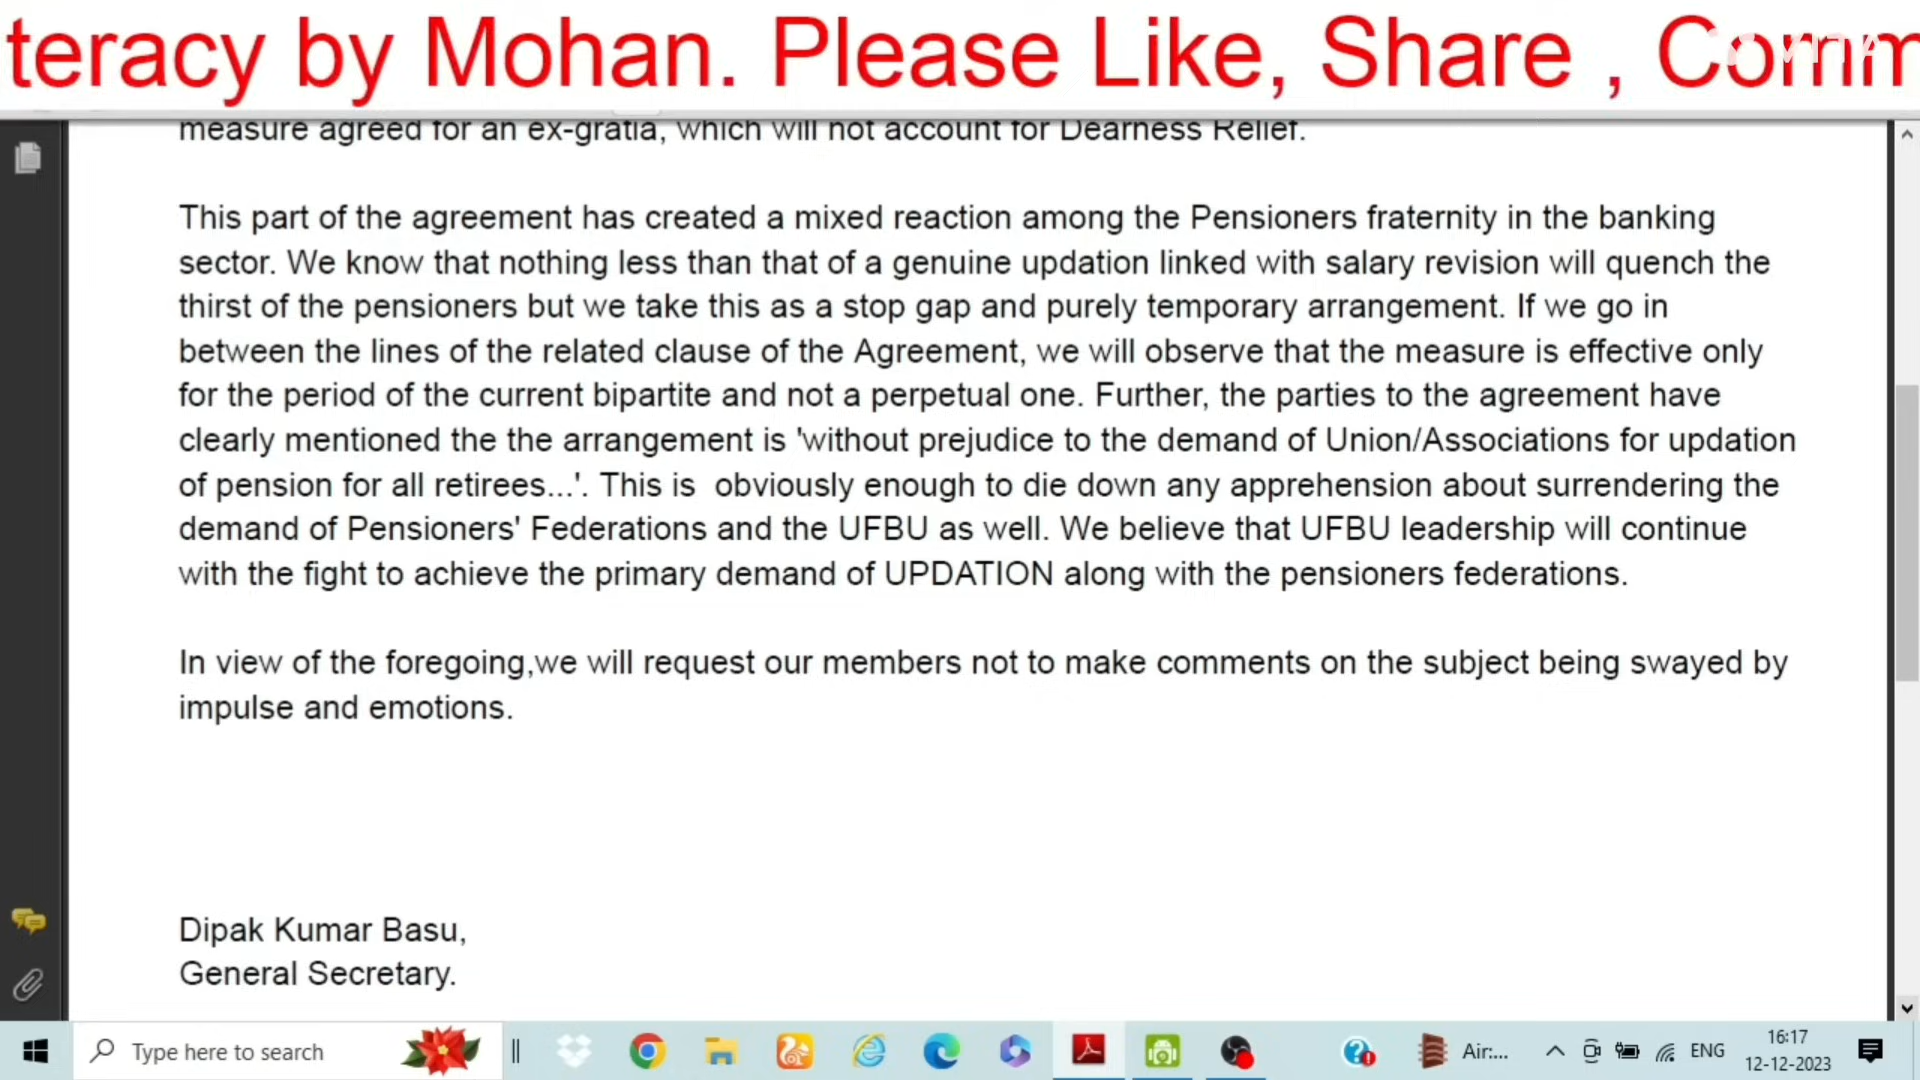 teracy by Mohan. Please Like, Share , Comm
measure agreed for an ex-gratia, which will not account for Dearness Relief.
This part of the agreement has created a mixed reaction among the Pensioners fraternity in the banking
sector. We know that nothing less than that of a genuine updation linked with salary revision will quench the
thirst of the pensioners but we take this as a stop gap and purely temporary arrangement. If we go in
between the lines of the related clause of the Agreement, we will observe that the measure is effective only
for the period of the current bipartite and not a perpetual one. Further, the parties to the agreement have
clearly mentioned the the arrangement is 'without prejudice to the demand of Union/Associations for updation
of pension for all retirees...'. This is  obviously enough to die down any apprehension about surrendering the
demand of Pensioners' Federations and the UFBU as well. We believe that UFBU leadership will continue
with the fight to achieve the primary demand of UPDATION along with the pensioners federations.
In view of the foregoing,we will request our members not to make comments on the subject being swayed by
impulse and emotions.
Dipak Kumar Basu,
General Secretary.
Type here to search
Air:...
ENG
16:17
12-12-2023